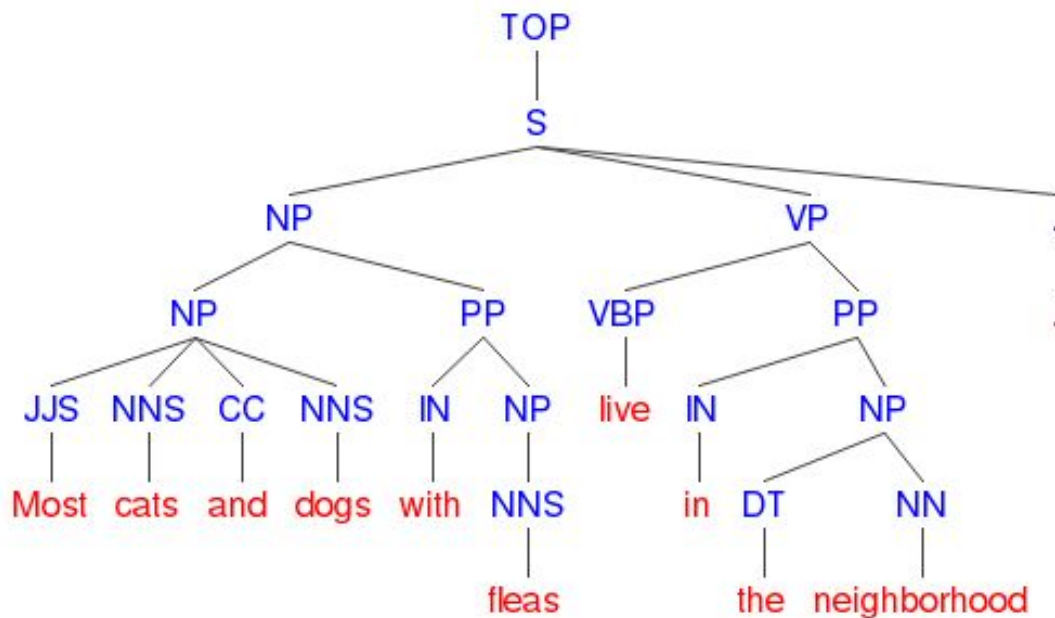 TOP
S
NP VP
NP PP VBP PP
JJS NNS CC NNS IN NP live IN NP
Most cats and dogs with NNS in DT NN
fleas the neighborhood